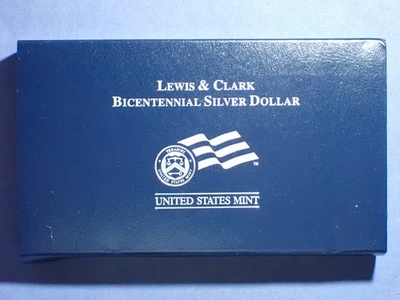 LEWIS & CLARK
BICENTENNIAL SILVER DOLLAR
UNITED STATES MINT